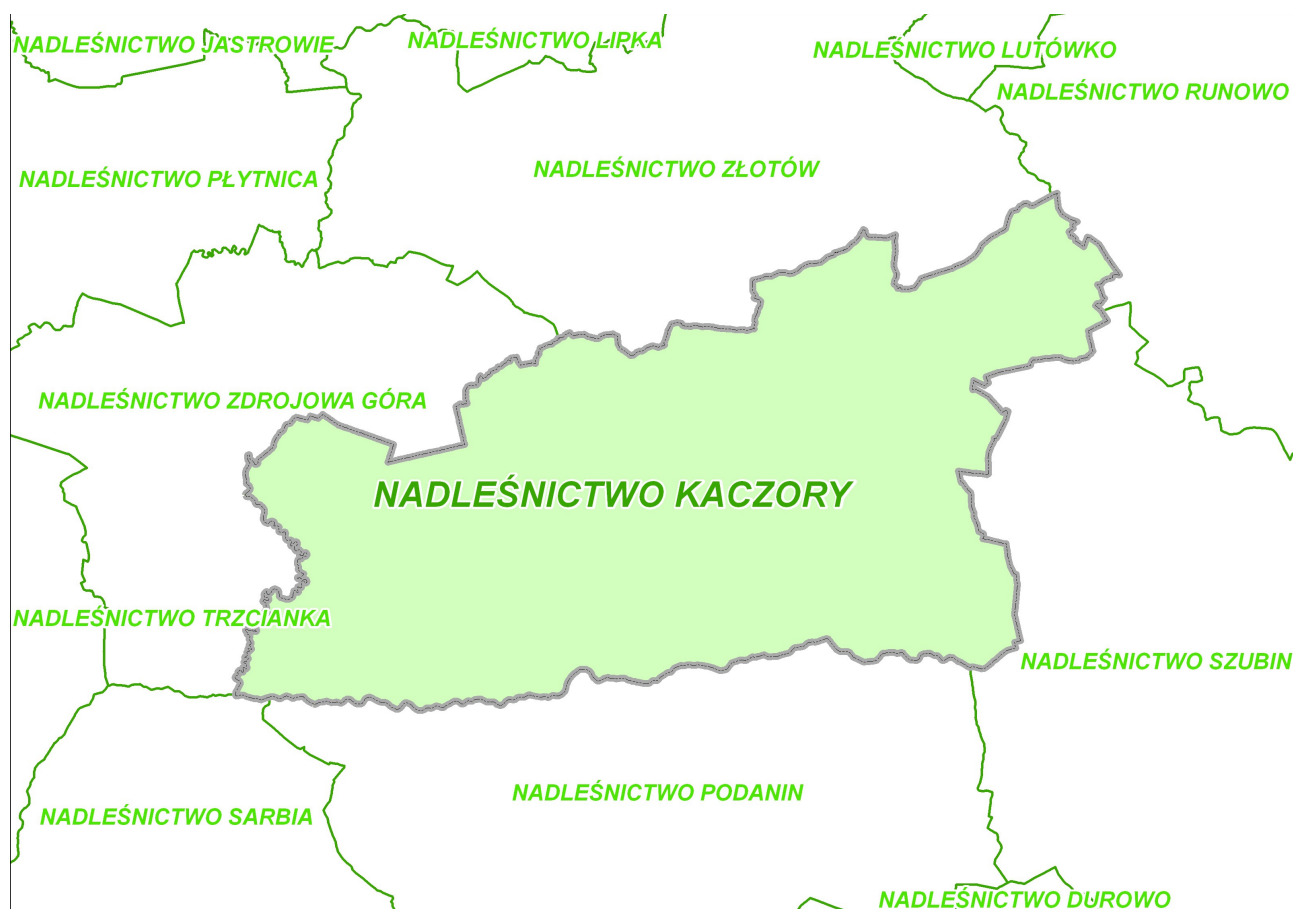 NADLEŚNICTWO JASTROWIE
NADLEŚNICTWO LIPKA
NADLEŚNICTWO LUTÓWKO
NADLEŚNICTWO RUNOWO
NADLEŚNICTWO PŁYTNICA
NADLEŚNICTWO ZŁOTÓW
NADLEŚNICTWO ZDROJOWA GÓRA
NADLEŚNICTWO KACZORY
NADLEŚNICTWO TRZCIANKA
NADLEŚNICTWO SZUBIN
NADLEŚNICTWO PODANIN
NADLEŚNICTWO SARBIA
NADLEŚNICTWO DUROWO